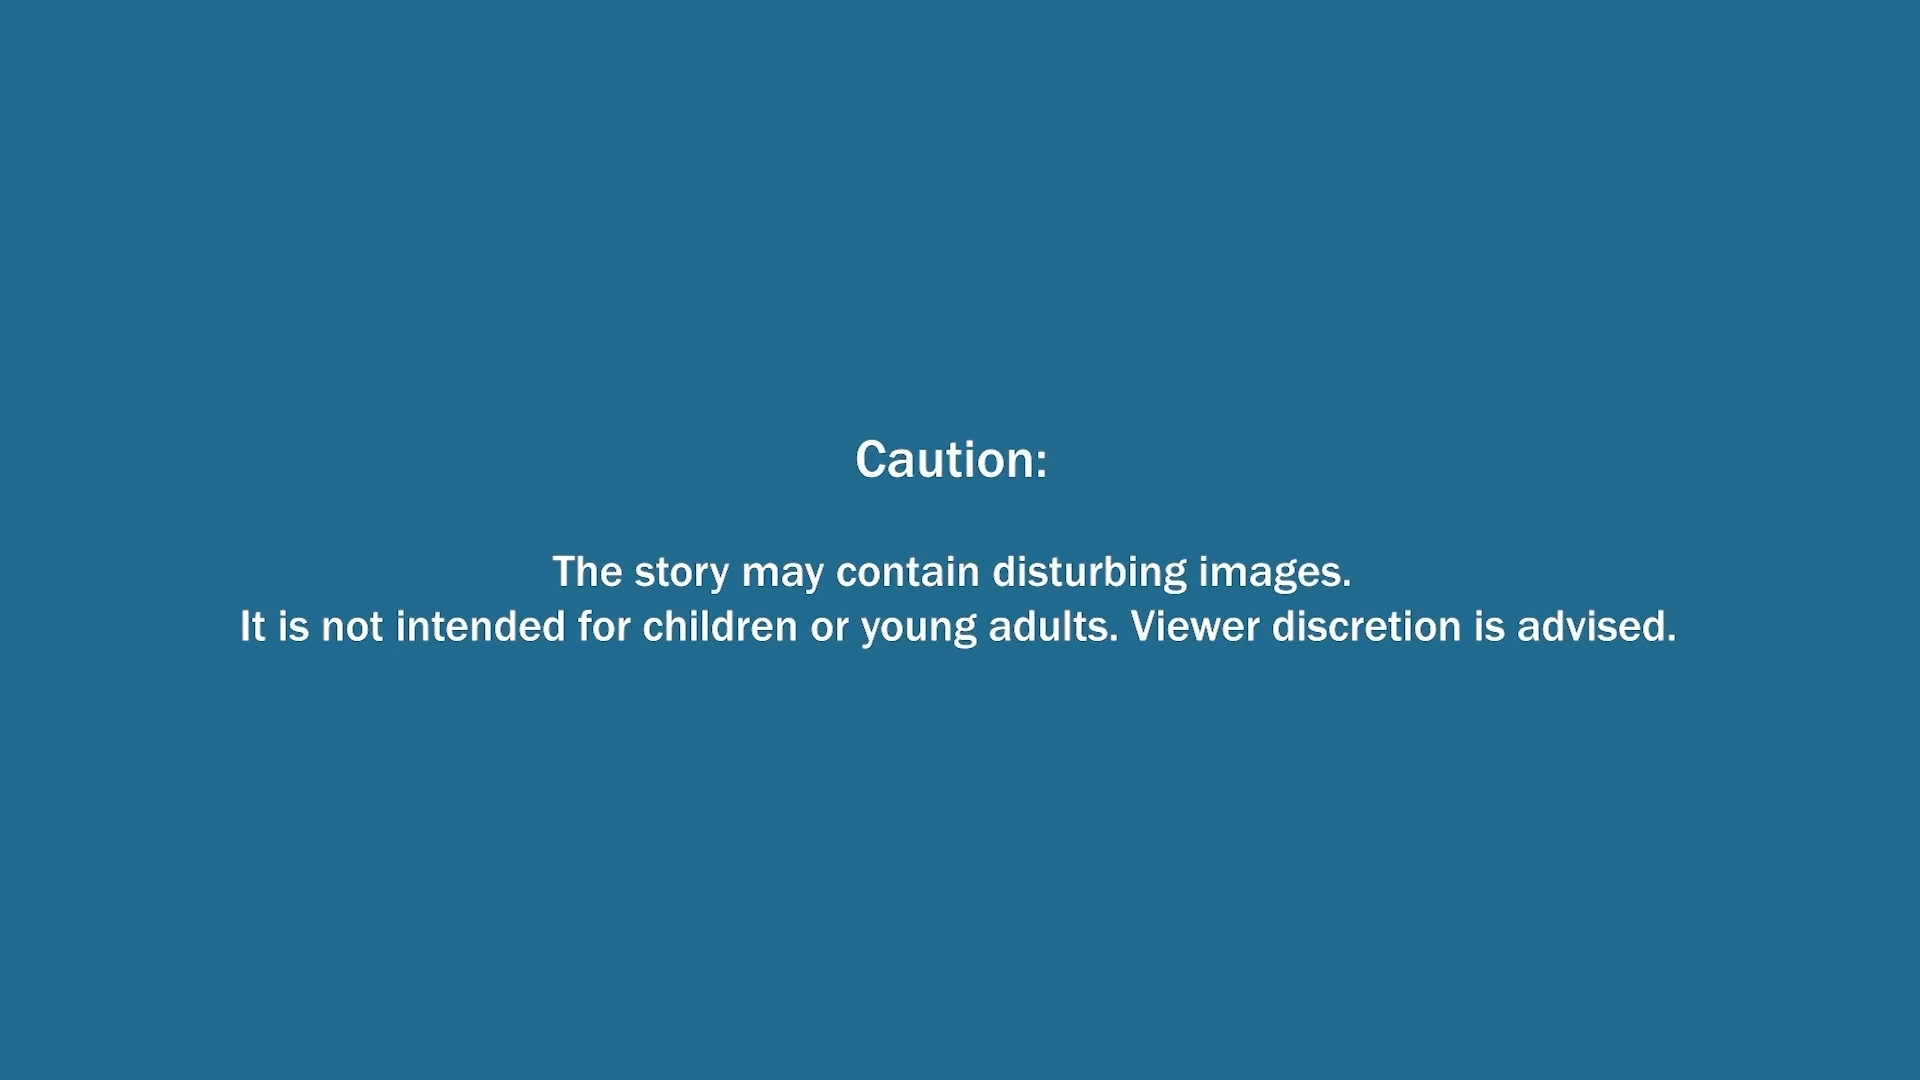 Caution:
The story may contain disturbing images.
It is not intended for children or young adults. Viewer discretion is advised.